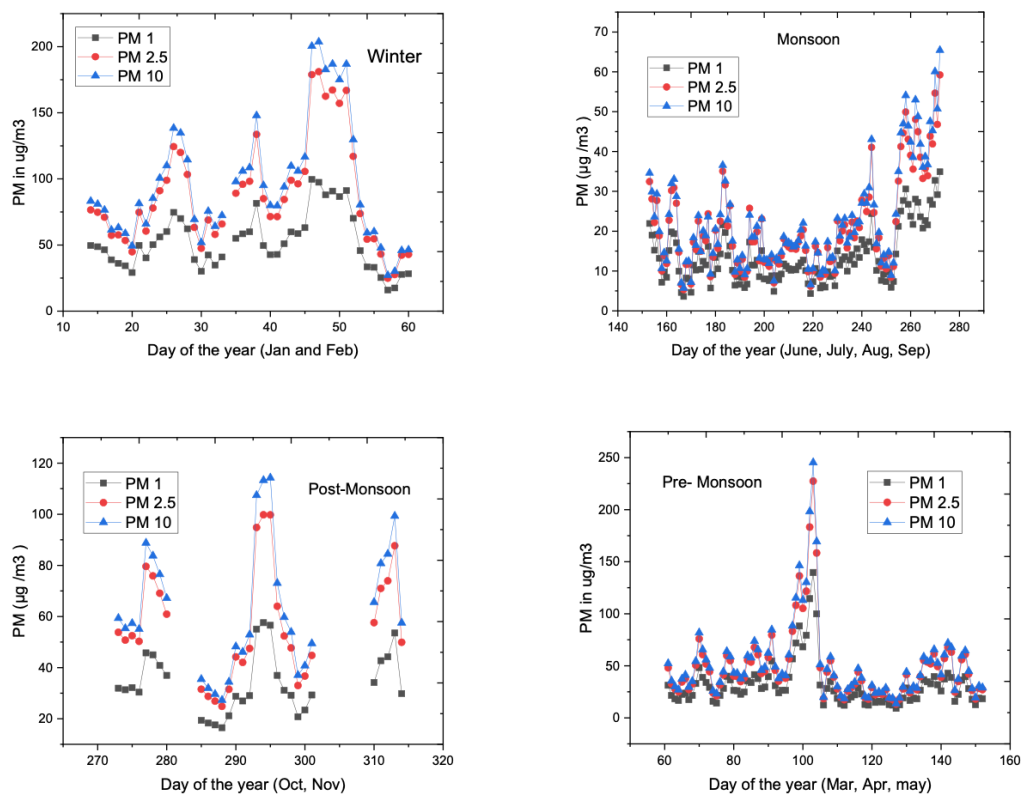 PM 1
PM 2.5
PM 10
Winter
200
150
100
50
0
PM in ug/m3
10 20 30 40 50 60
Day of the year (Jan and Feb)
Monsoon
PM 1
PM 2.5
PM 10
70
60
50
40
30
20
10
0
PM (µg /m3 )
140 160 180 200 220 240 260 280
Day of the year (June, July, Aug, Sep)
PM 1
PM 2.5
PM 10
Post-Monsoon
120
100
80
60
40
20
PM (µg /m3 )
270 280 290 300 310 320
Day of the year (Oct, Nov)
Pre- Monsoon
PM 1
PM 2.5
PM 10
250
200
150
100
50
0
PM in ug/m3
60 80 100 120 140 160
Day of the year (Mar, Apr, may)